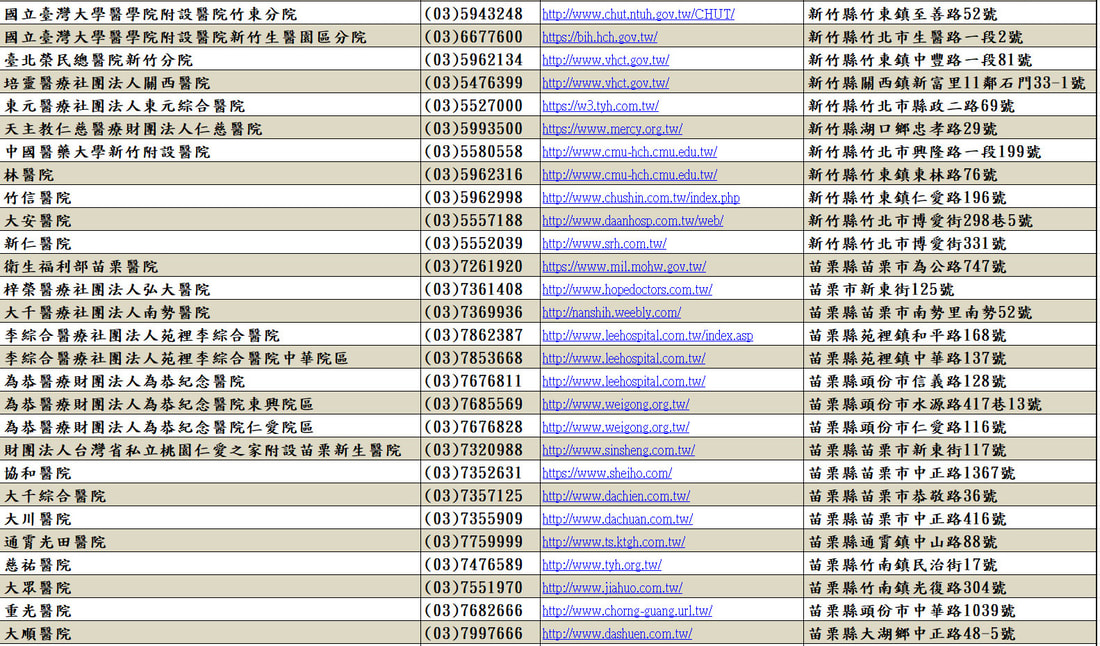 國立臺灣大學醫學院附設醫院竹東分院 (03)5943248 http://www.chut.ntuh.gov.tw/CHUT/ 新竹縣竹東鎮至善路52號
國立臺灣大學醫學院附設醫院新竹生醫園區分院 (03)6677600 https://bih.hch.gov.tw/ 新竹縣竹北市生醫路一段2號
臺北榮民總醫院新竹分院 (03)5962134 http://www.vhct.gov.tw/ 新竹縣竹東鎮中豐路一段81號
培靈醫療社團法人關西醫院 (03)5476399 http://www.vhct.gov.tw/ 新竹縣關西鎮新富里11鄰石門33-1號
東元醫療社團法人東元綜合醫院 (03)5527000 https://w3.tyh.com.tw/ 新竹縣竹北市縣政二路69號
天主教仁慈醫療財團法人仁慈醫院 (03)5993500 https://www.mercy.org.tw/ 新竹縣湖口鄉忠孝路29號
中國醫藥大學新竹附設醫院 (03)5580558 http://www.cmu-hch.cmu.edu.tw/ 新竹縣竹北市興隆路一段199號
林醫院 (03)5962316 http://www.cmu-hch.cmu.edu.tw/ 新竹縣竹東鎮東林路76號
竹信醫院 (03)5962998 http://www.chushin.com.tw/index.php 新竹縣竹東鎮仁愛路196號
大安醫院 (03)5557188 http://www.daanhosp.com.tw/web/ 新竹縣竹北市博愛街298巷5號
新仁醫院 (03)5552039 http://www.srh.com.tw/ 新竹縣竹北市博愛街331號
衛生福利部苗栗醫院 (03)7261920 https://www.mil.mohw.gov.tw/ 苗栗縣苗栗市為公路747號
梓榮醫療社團法人弘大醫院 (03)7361408 http://www.hopedoctors.com.tw/ 苗栗市新東街125號
大千醫療社團法人南勢醫院 (03)7369936 http://nanshih.weebly.com/ 苗栗縣苗栗市南勢里南勢52號
李綜合醫療社團法人苑裡李綜合醫院 (03)7862387 http://www.leehospital.com.tw/index.asp 苗栗縣苑裡鎮和平路168號
李綜合醫療社團法人苑裡李綜合醫院中華院區 (03)7853668 http://www.leehospital.com.tw/ 苗栗縣苑裡鎮中華路137號
為恭醫療財團法人為恭紀念醫院 (03)7676811 http://www.leehospital.com.tw/ 苗栗縣頭份市信義路128號
為恭醫療財團法人為恭紀念醫院東興院區 (03)7685569 http://www.weigong.org.tw/ 苗栗縣頭份市水源路417巷13號
為恭醫療財團法人為恭紀念醫院仁愛院區 (03)7676828 http://www.weigong.org.tw/ 苗栗縣頭份市仁愛路116號
財團法人台灣省私立桃園仁愛之家附設苗栗新生醫院 (03)7320988 http://www.sinsheng.com.tw/ 苗栗縣苗栗市新東街117號
協和醫院 (03)7352631 https://www.sheiho.com/ 苗栗縣苗栗市中正路1367號
大千綜合醫院 (03)7357125 http://www.dachien.com.tw/ 苗栗縣苗栗市恭敬路36號
大川醫院 (03)7355909 http://www.dachuan.com.tw/ 苗栗縣苗栗市中正路416號
通霄光田醫院 (03)7759999 http://www.ts.ktgh.com.tw/ 苗栗縣通霄鎮中山路88號
慈祐醫院 (03)7476589 http://www.tyh.org.tw/ 苗栗縣竹南鎮民治街17號
大眾醫院 (03)7551970 http://www.jiahuo.com.tw/ 苗栗縣竹南鎮光復路304號
重光醫院 (03)7682666 http://www.chorng-guang.url.tw/ 苗栗縣頭份市中華路1039號
大順醫院 (03)7997666 http://www.dashuen.com.tw/ 苗栗縣大湖鄉中正路48-5號